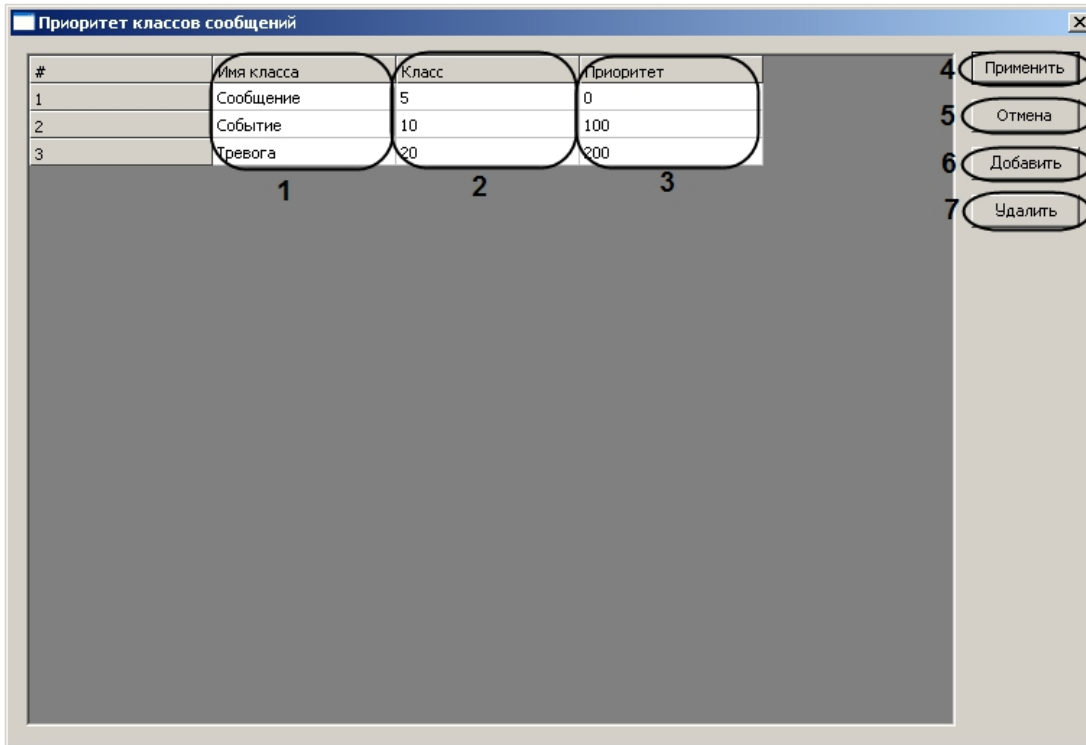 Приоритет классов сообщений
# Имя класса Класс Приоритет
1 Сообщение 5 0
2 Событие 10 100
3 Тревога 20 200
1 2 3
4 Применить
5 Отмена
6 Добавить
7 Удалить